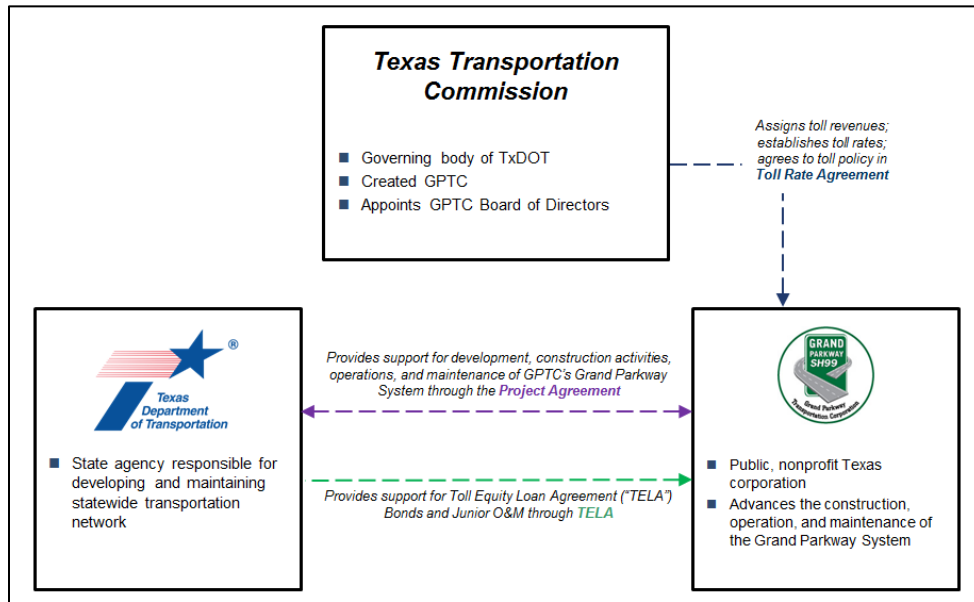 Texas Transportation
Commission
■ Governing body of TxDOT
■ Created GPTC
■ Appoints GPTC Board of Directors
Assigns toll revenues;
establishes toll rates;
agrees to toll policy in
Toll Rate Agreement
®
Texas
Department
of Transportation
■ State agency responsible for
developing and maintaining
statewide transportation
network
Provides support for development, construction activities,
operations, and maintenance of GPTC's Grand Parkway
System through the Project Agreement
Provides support for Toll Equity Loan Agreement ("TELA")
Bonds and Junior O&M through TELA
GRAND
PARKWAY
SH99
Grand Parkway
Transportation Corporation
■ Public, nonprofit Texas
corporation
■ Advances the construction,
operation, and maintenance of
the Grand Parkway System